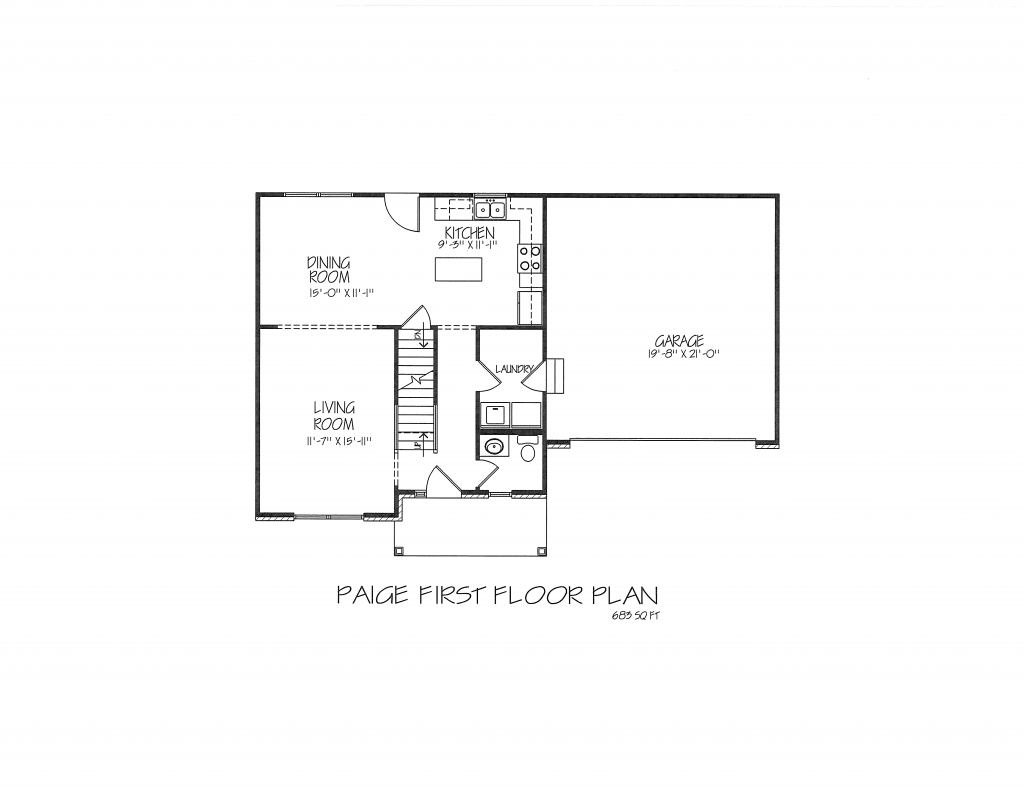 KITCHEN
9'-3" X 11'-1"
DINING
ROOM
15'-0" X 11'-1"
DN
GARAGE
19'-8" X 21'-0"
LAUNDRY
LIVING
ROOM
11'-7" X 15'-11"
UP
PAIGE FIRST FLOOR PLAN
683 SQ FT